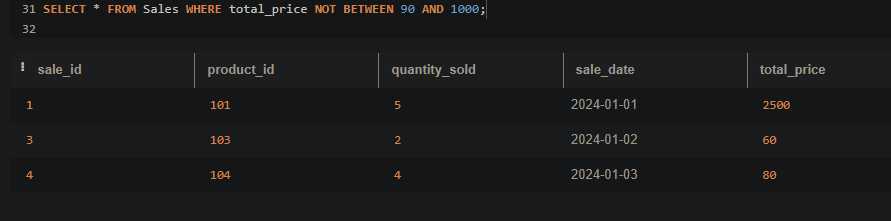 31 SELECT * FROM Sales WHERE total_price NOT BETWEEN 90 AND 1000;
32
sale_id product_id quantity_sold sale_date total_price
1 101 5 2024-01-01 2500
3 103 2 2024-01-02 60
4 104 4 2024-01-03 80